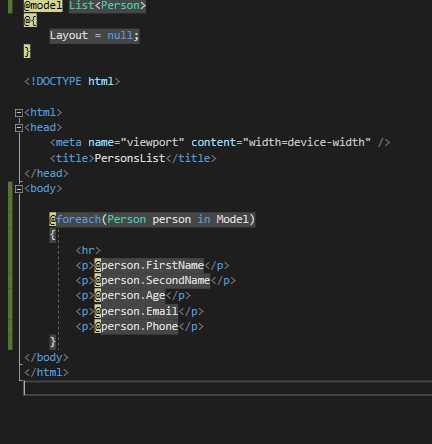 @model List<Person>
@{
    Layout = null;
}

<!DOCTYPE html>

<html>
<head>
    <meta name="viewport" content="width=device-width" />
    <title>PersonsList</title>
</head>
<body>

    @foreach(Person person in Model)
    {
        <hr>
        <p>@person.FirstName</p>
        <p>@person.SecondName</p>
        <p>@person.Age</p>
        <p>@person.Email</p>
        <p>@person.Phone</p>
    }
</body>
</html>